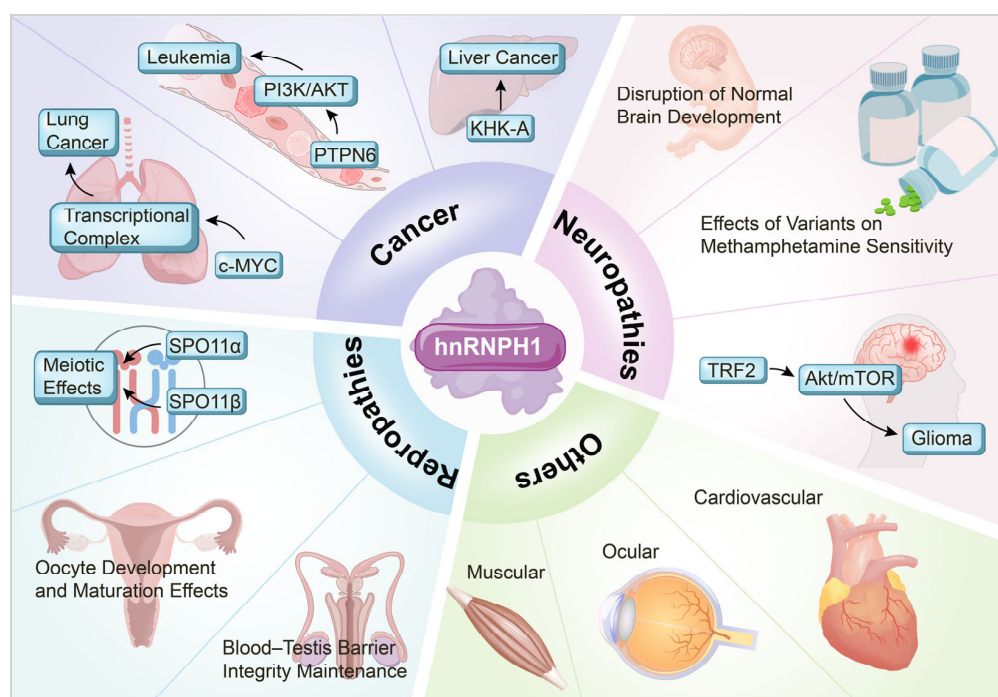 Leukemia
PI3K/AKT
PTPN6
Lung
Cancer
Transcriptional
Complex
c-MYC
Liver Cancer
KHK-A
Cancer
Disruption of Normal
Brain Development
Effects of Variants on
Methamphetamine Sensitivity
TRF2
Akt/mTOR
Glioma
Neuropathies
hnRNPH1
Repropathies
Meiotic
Effects
SPO11α
SPO11β
Oocyte Development
and Maturation Effects
Blood–Testis Barrier
Integrity Maintenance
Others
Muscular
Ocular
Cardiovascular